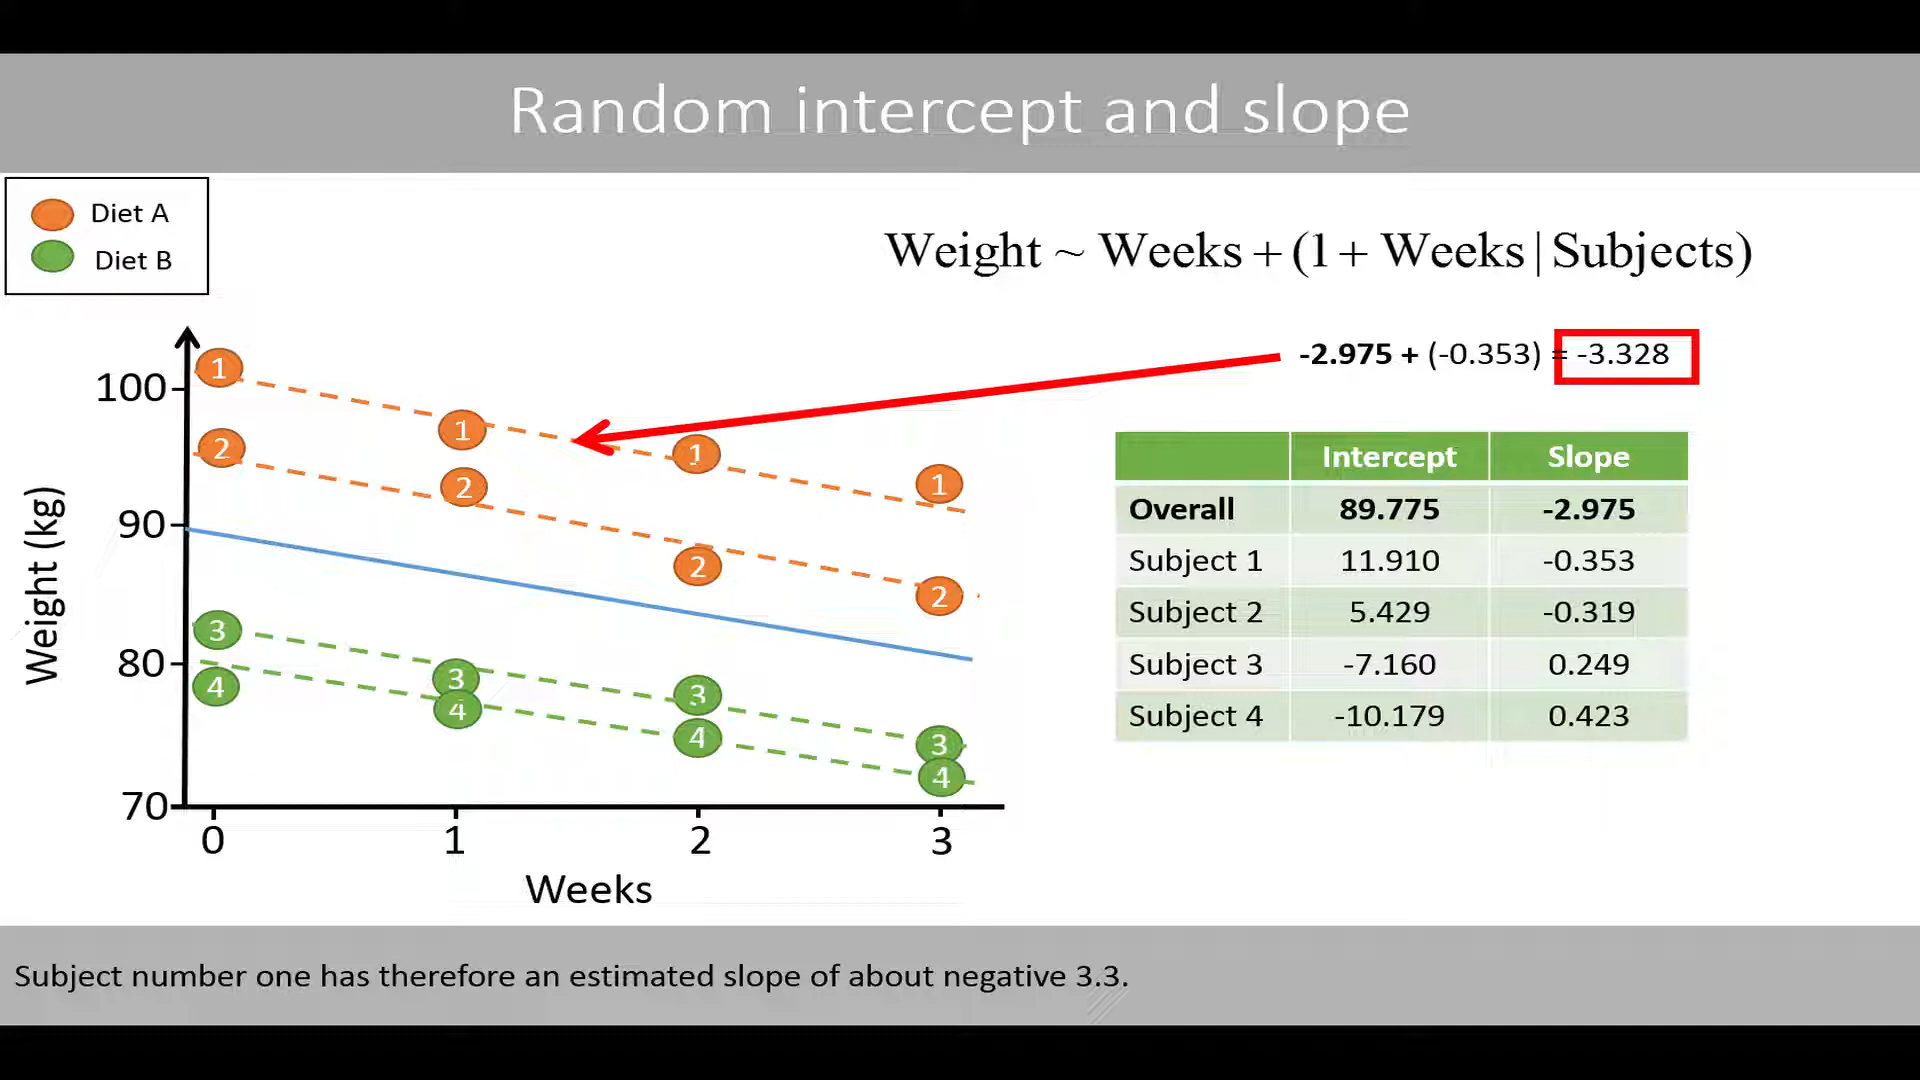 Random intercept and slope
Diet A
Diet B
Weight ~ Weeks + (1 + Weeks | Subjects)
-2.975 + (-0.353) = -3.328
Weight (kg)
100
90
80
70
1
1
1
1
2
2
2
2
3
3
3
3
4
4
4
4
0 1 2 3
Weeks
Intercept Slope
Overall 89.775 -2.975
Subject 1 11.910 -0.353
Subject 2 5.429 -0.319
Subject 3 -7.160 0.249
Subject 4 -10.179 0.423
Subject number one has therefore an estimated slope of about negative 3.3.